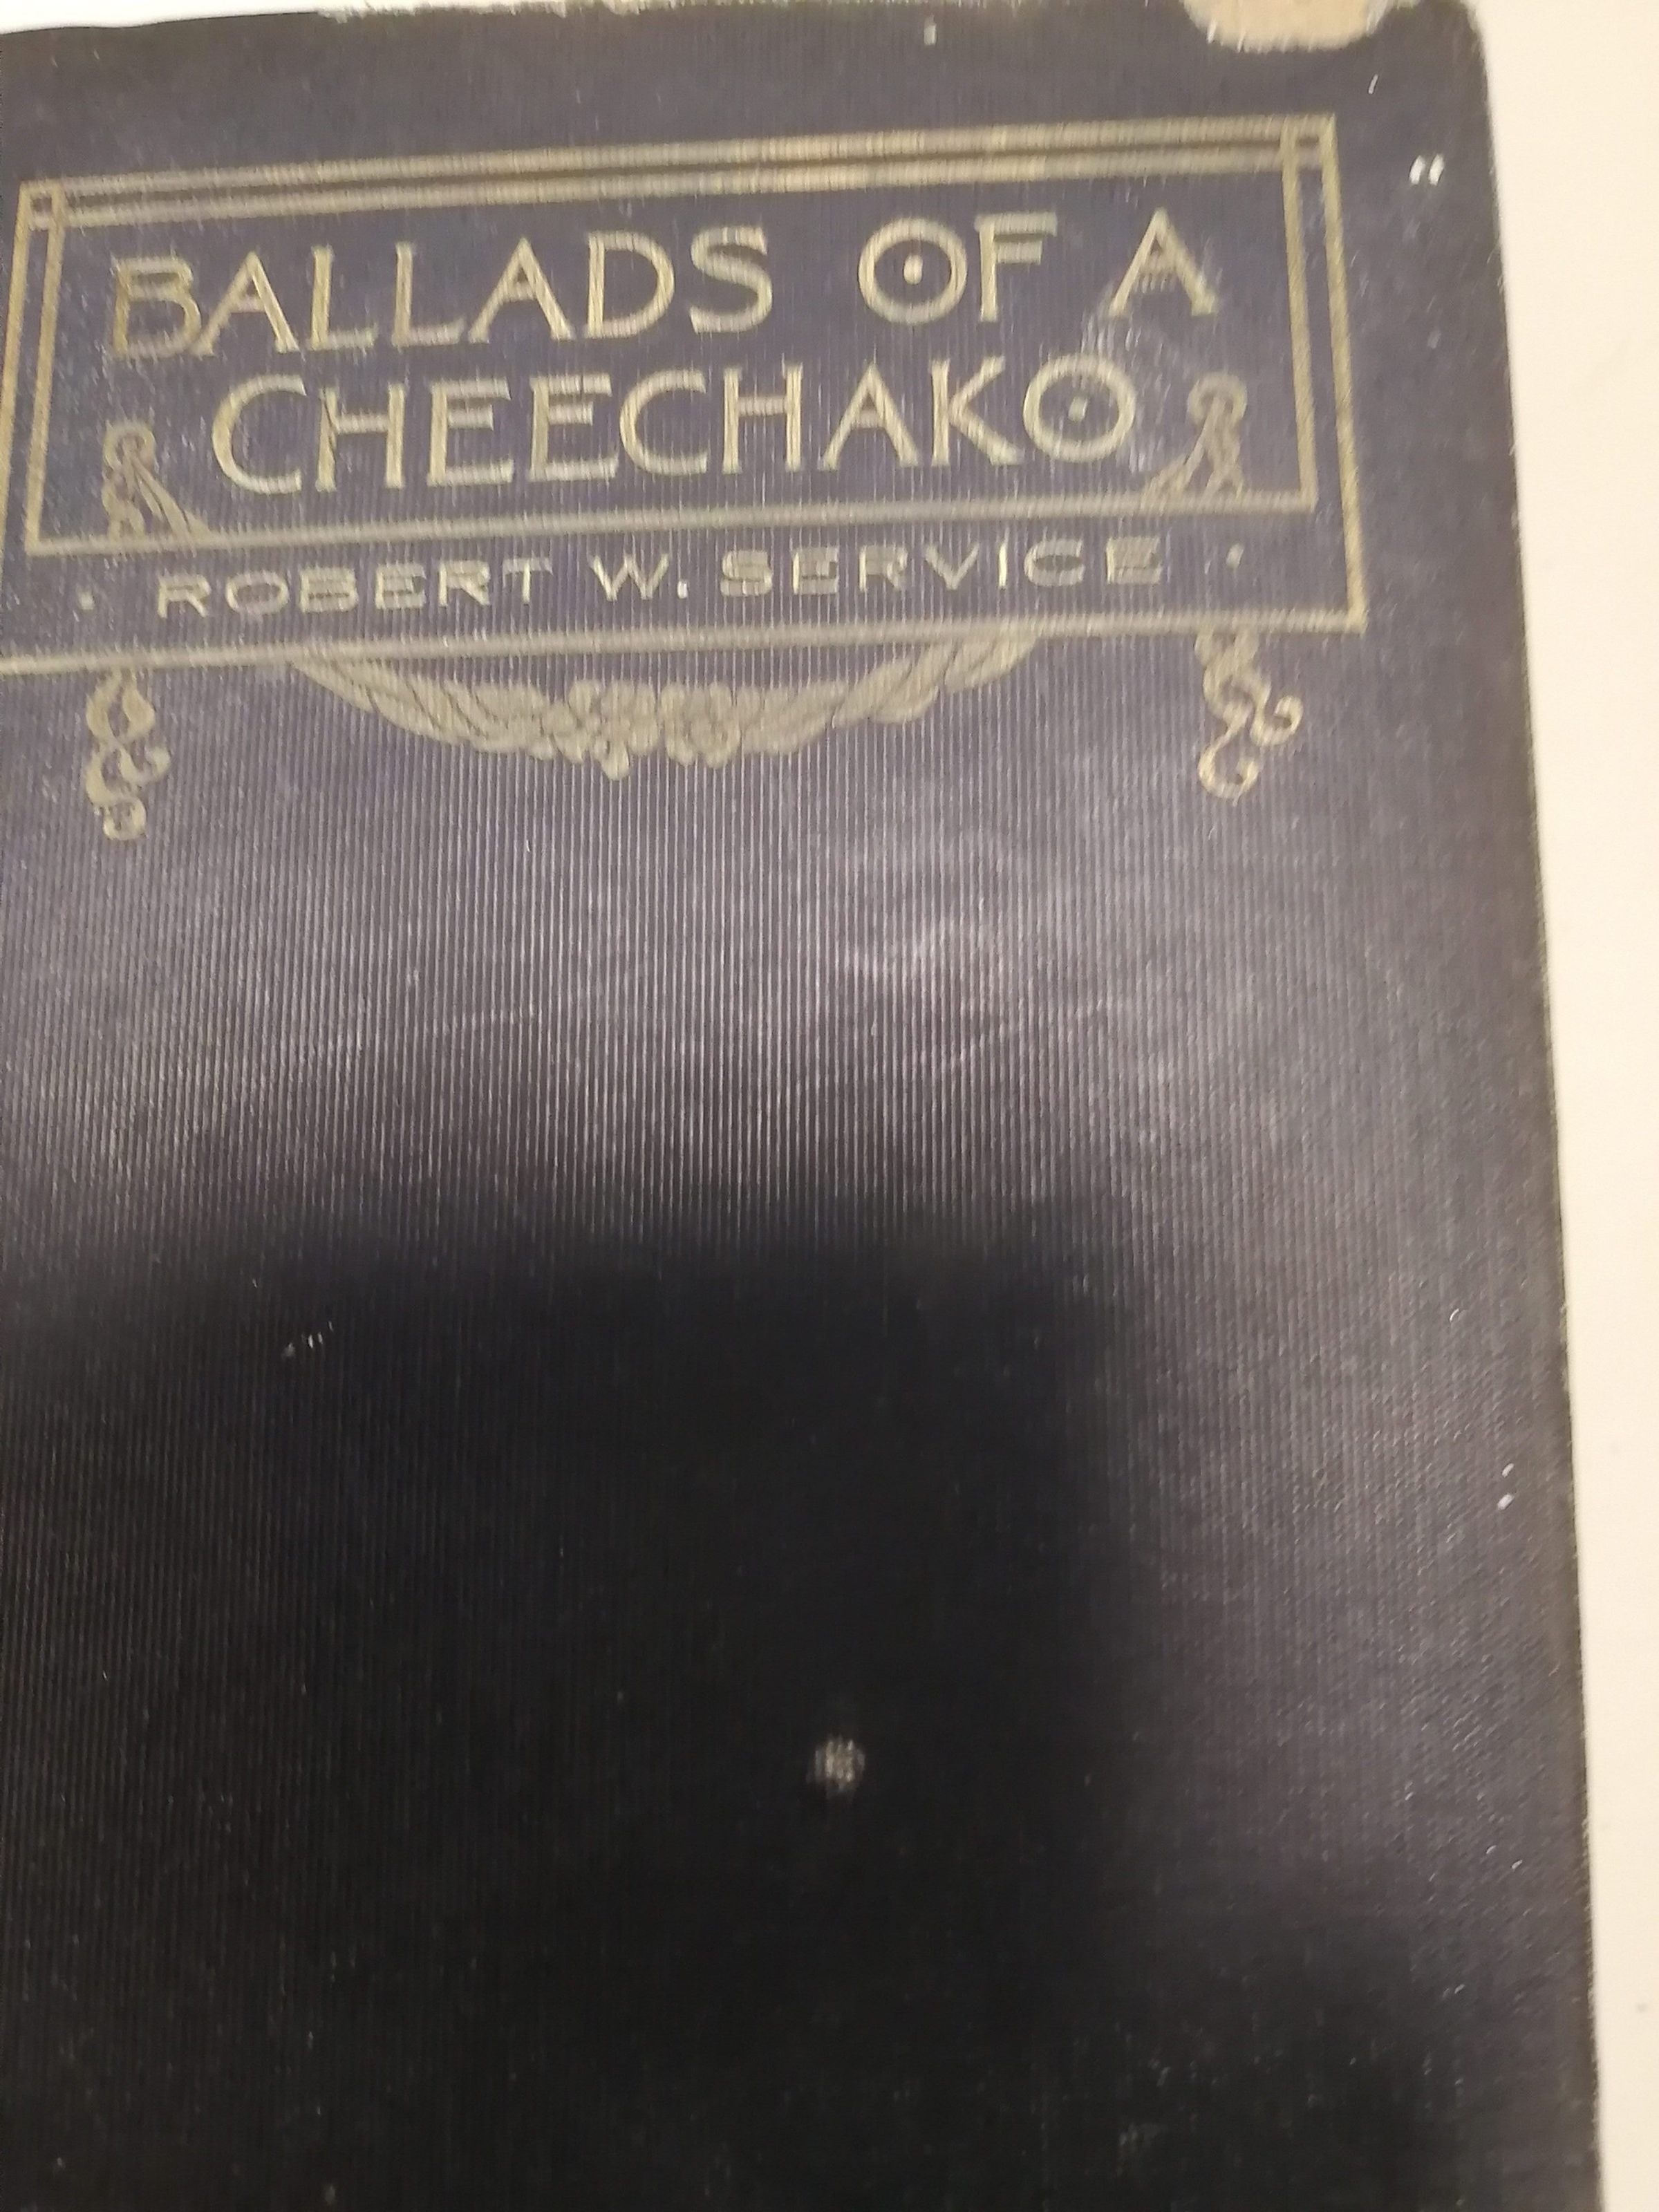 BALLADS OF A
CHEECHAKO
· ROBERT W. SERVICE ·